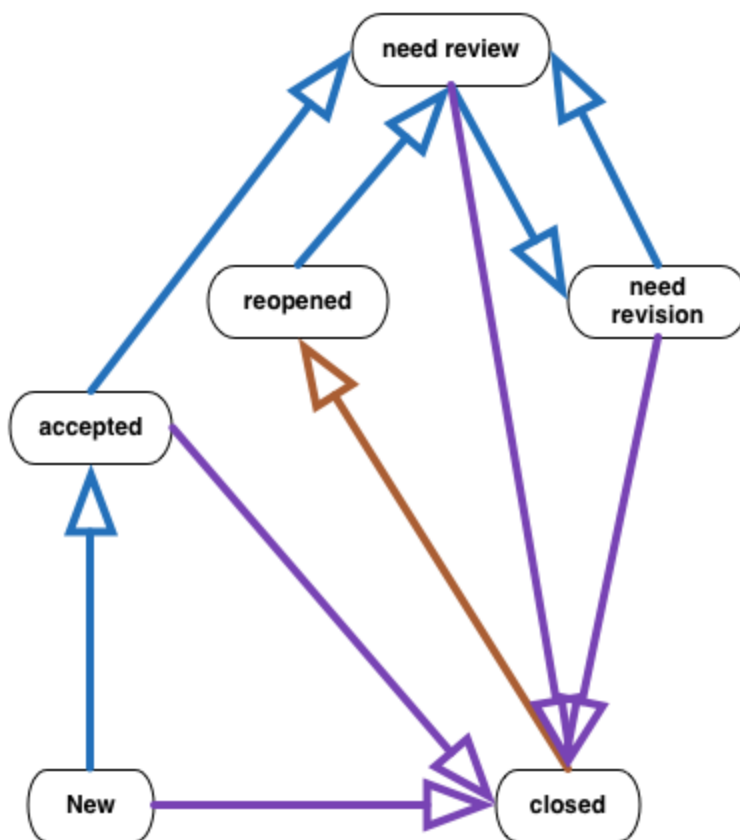 need review
reopened
need
revision
accepted
New
closed